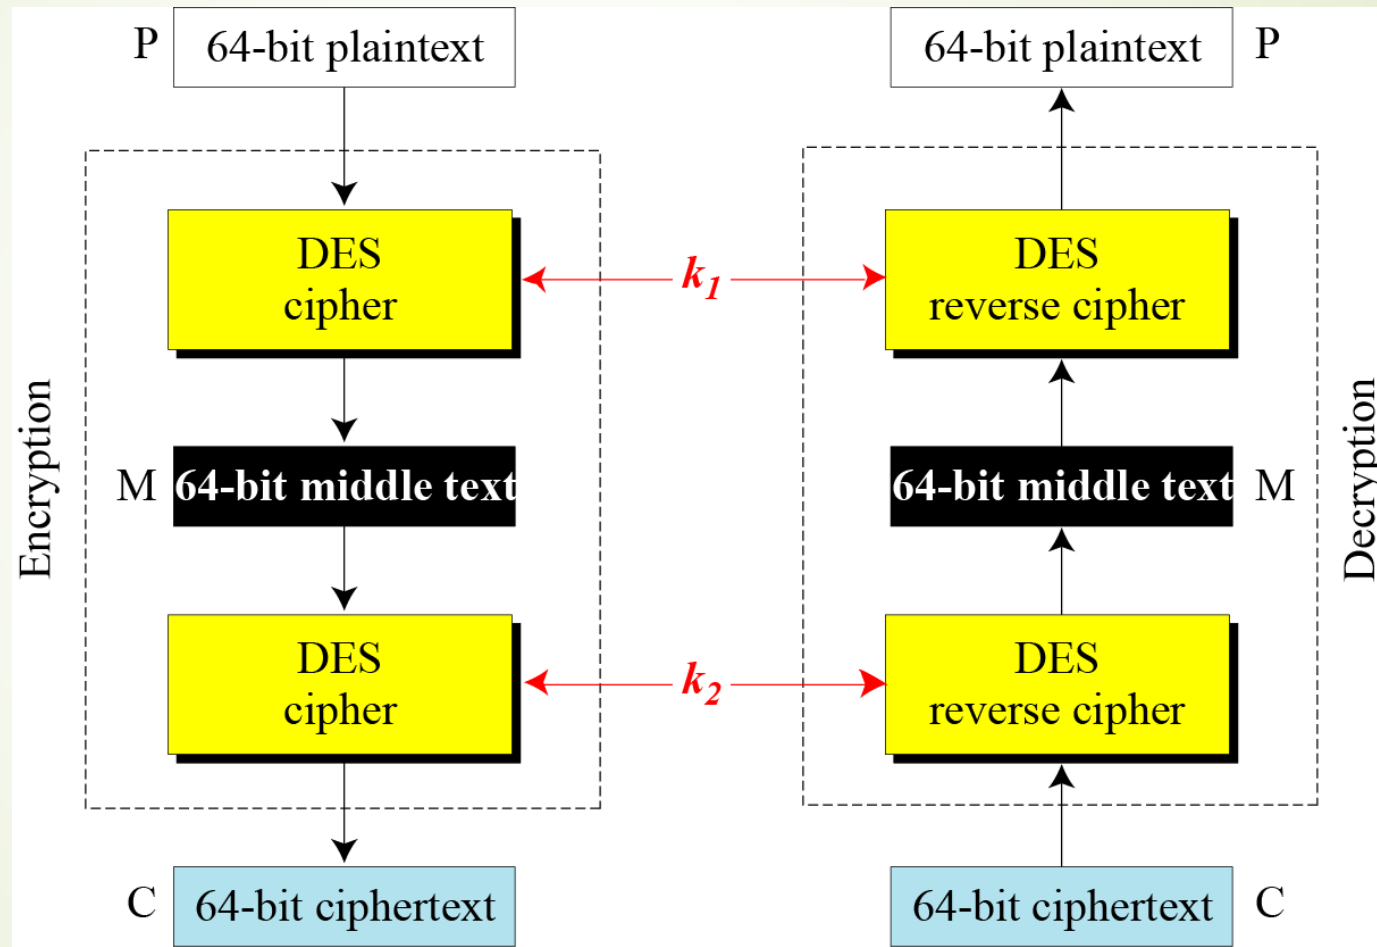 P
64-bit plaintext
64-bit plaintext
P
DES
cipher
k1
DES
reverse cipher
Encryption
M
64-bit middle text
64-bit middle text
M
Decryption
DES
cipher
k2
DES
reverse cipher
C
64-bit ciphertext
64-bit ciphertext
C